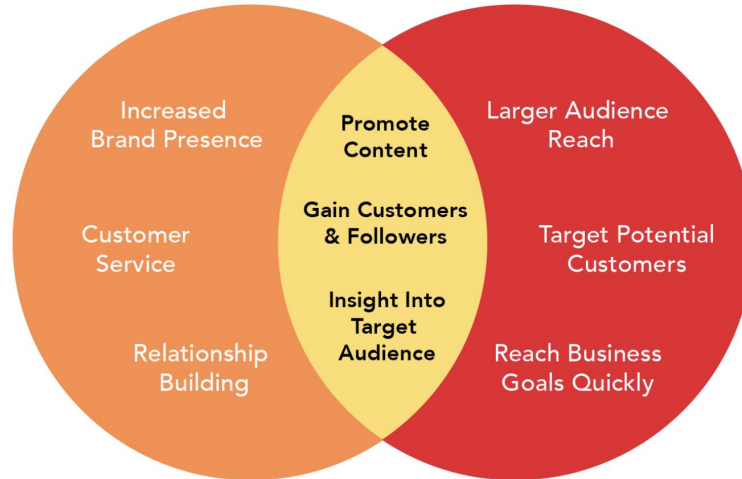 Increased
Brand Presence
Customer
Service
Relationship
Building
Promote
Content
Gain Customers
& Followers
Insight Into
Target
Audience
Larger Audience
Reach
Target Potential
Customers
Reach Business
Goals Quickly